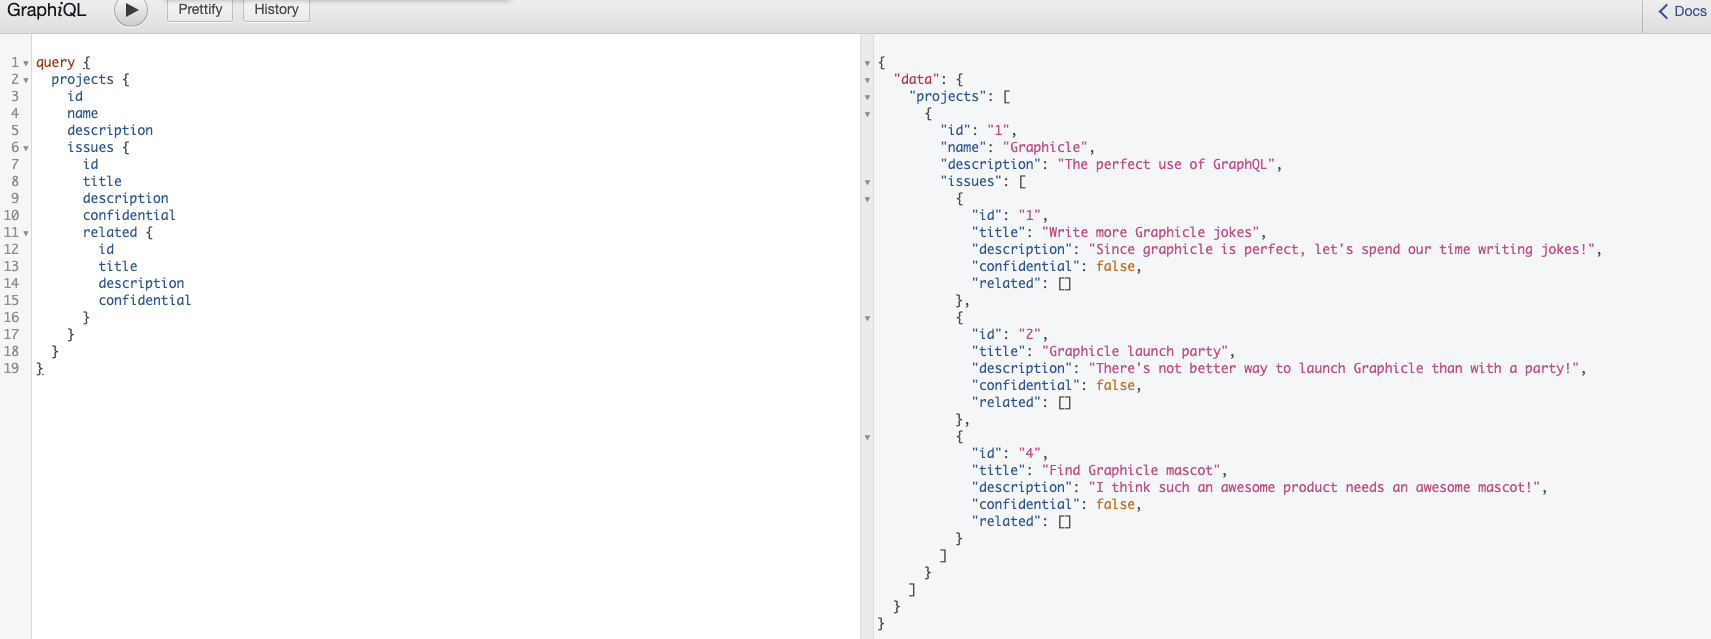 GraphiQL
Prettify
History
Docs
1 query {
2 projects {
3 id
4 name
5 description
6 issues {
7 id
8 title
9 description
10 confidential
11 related {
12 id
13 title
14 description
15 confidential
16 }
17 }
18 }
19 }
{
"data": {
"projects": [
{
"id": "1",
"name": "Graphicle",
"description": "The perfect use of GraphQL",
"issues": [
{
"id": "1",
"title": "Write more Graphicle jokes",
"description": "Since graphicle is perfect, let's spend our time writing jokes!",
"confidential": false,
"related": []
},
{
"id": "2",
"title": "Graphicle launch party",
"description": "There's not better way to launch Graphicle than with a party!",
"confidential": false,
"related": []
},
{
"id": "4",
"title": "Find Graphicle mascot",
"description": "I think such an awesome product needs an awesome mascot!",
"confidential": false,
"related": []
}
]
}
]
}
}